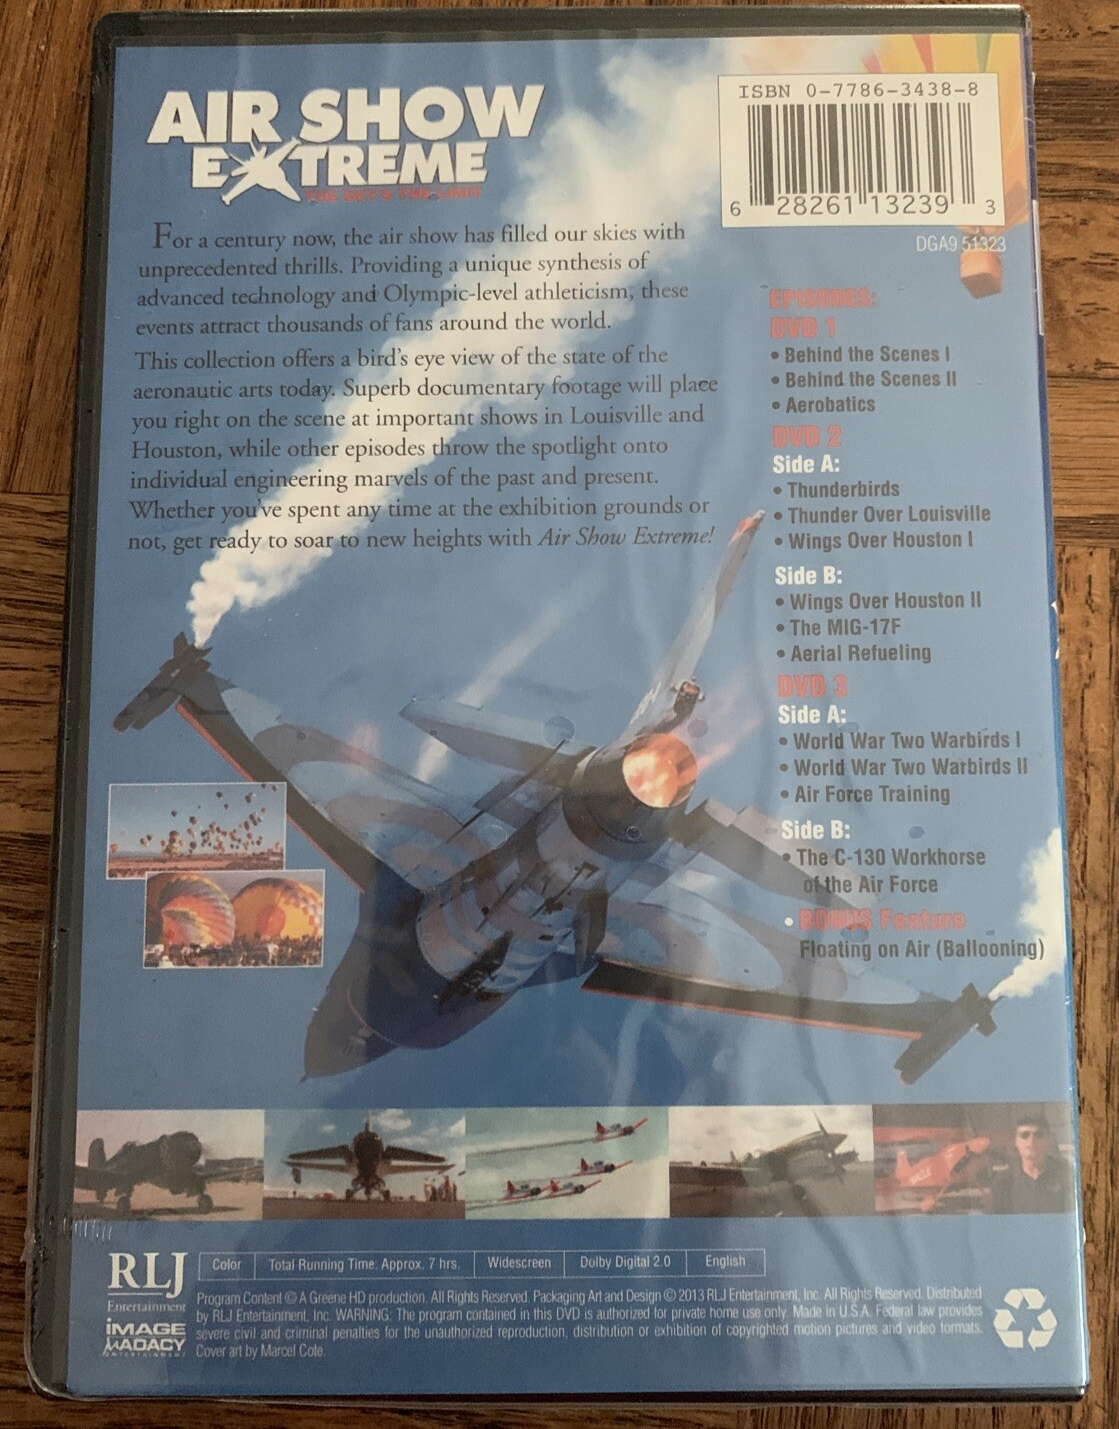 AIR SHOW
EXTREME
THE SKY'S THE LIMIT
For a century now, the air show has filled our skies with
unprecedented thrills. Providing a unique synthesis of
advanced technology and Olympic-level athleticism, these
events attract thousands of fans around the world.
This collection offers a bird's eye view of the state of the
aeronautic arts today. Superb documentary footage will place
you right on the scene at important shows in Louisville and
Houston, while other episodes throw the spotlight onto
individual engineering marvels of the past and present.
Whether you've spent any time at the exhibition grounds or
not, get ready to soar to new heights with Air Show Extreme!
ISBN 0-7786-3438-8
6 28261 13239 3
DGA9 51323
EPISODES:
DVD 1
• Behind the Scenes I
• Behind the Scenes II
• Aerobatics
DVD 2
Side A:
• Thunderbirds
• Thunder Over Louisville
• Wings Over Houston I
Side B:
• Wings Over Houston II
• The MIG-17F
• Aerial Refueling
DVD 3
Side A:
• World War Two Warbirds I
• World War Two Warbirds II
• Air Force Training
Side B:
• The C-130 Workhorse
of the Air Force
• BONUS Feature
Floating on Air (Ballooning)
RLJ
Entertainment
IMAGE
MADACY
ENTERTAINMENT
Color Total Running Time: Approx. 7 hrs. Widescreen Dolby Digital 2.0 English
Program Content © A Greene HD production. All Rights Reserved. Packaging Art and Design © 2013 RLJ Entertainment, Inc. All Rights Reserved. Distributed
by RLJ Entertainment, Inc. WARNING: The program contained in this DVD is authorized for private home use only. Made in U.S.A. Federal law provides
severe civil and criminal penalties for the unauthorized reproduction, distribution or exhibition of copyrighted motion pictures and video formats.
Cover art by Marcel Cote.